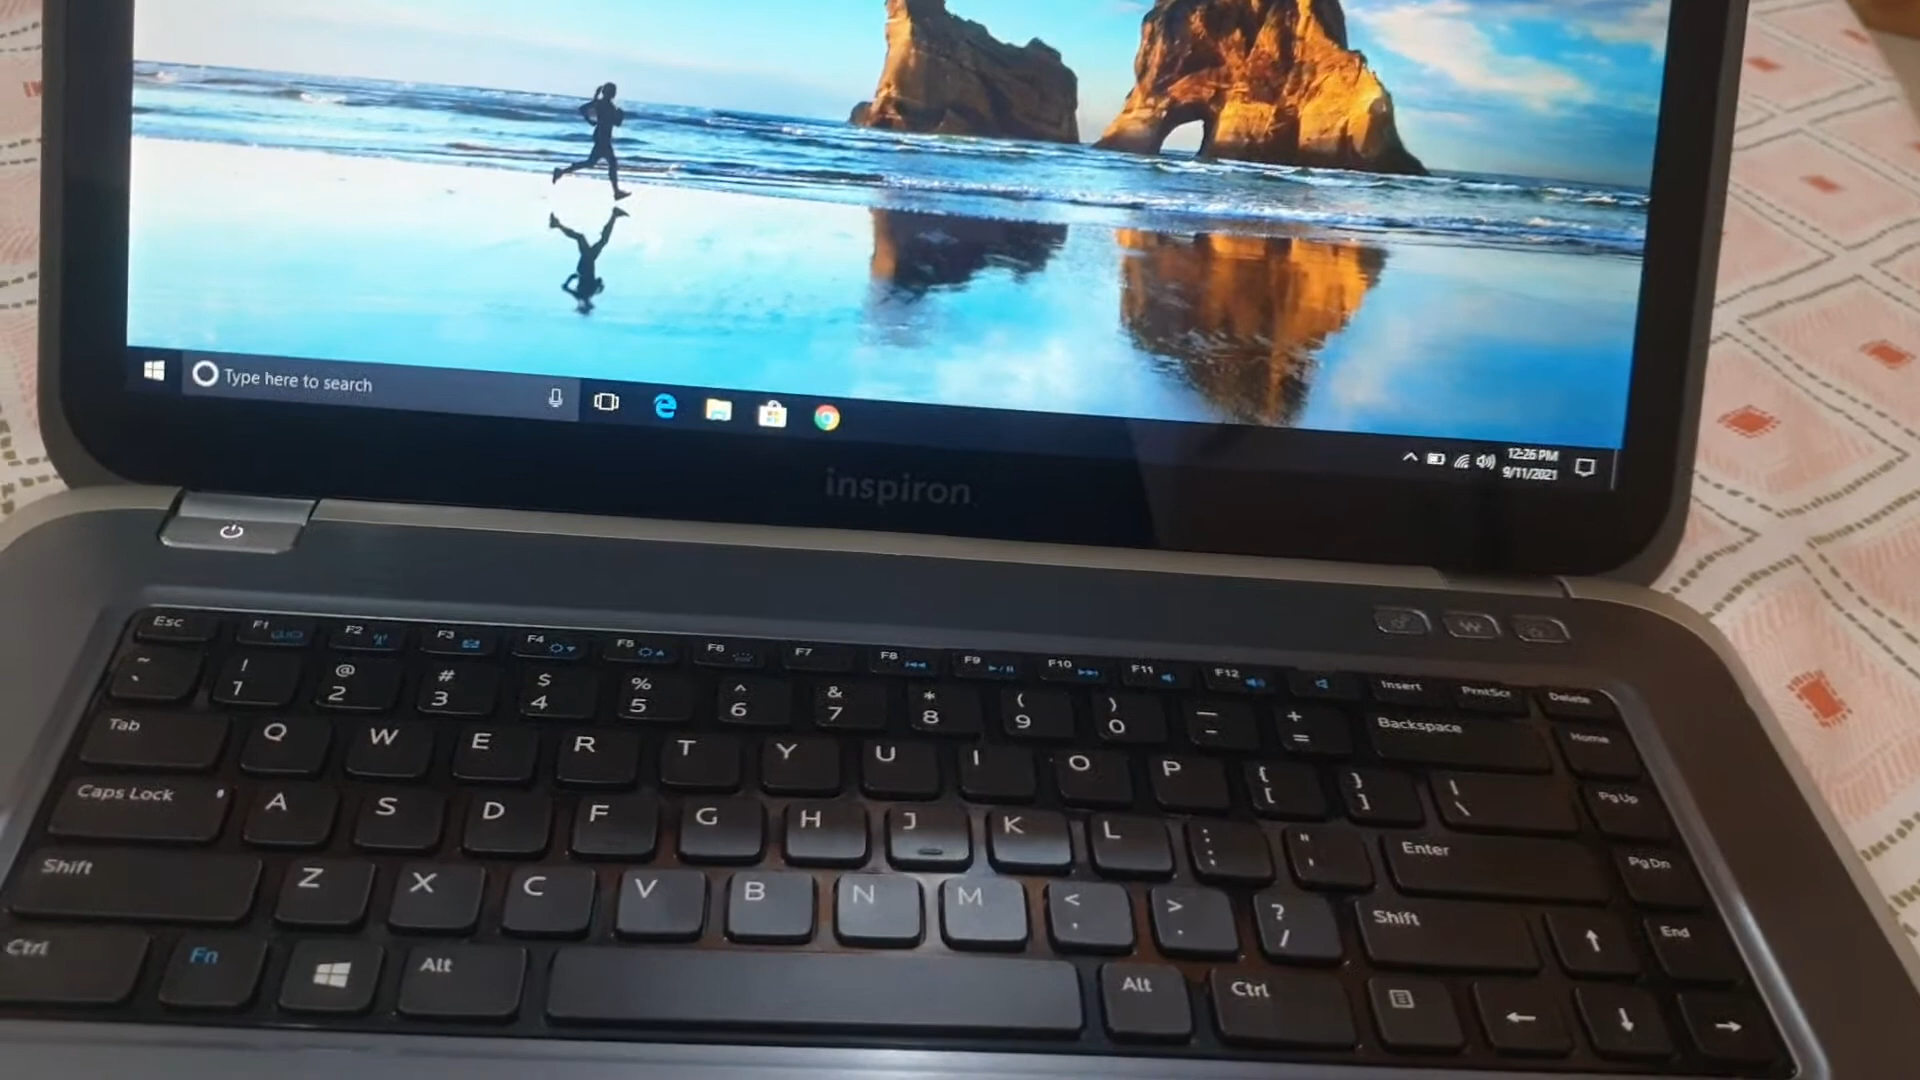 Type here to search
12:26 PM
9/11/2021
inspiron
Esc F1 F2 F3 F4 F5 F6 F7 F8 F9 F10 F11 F12 Insert PrntScr Delete
~ ! @ # $ % ^ & * ( ) — + Backspace Home
` 1 2 3 4 5 6 7 8 9 0 - =
Tab Q W E R T Y U I O P { } | PgUp
[ ] \
Caps Lock A S D F G H J K L : " Enter PgDn
; '
Shift Z X C V B N M < > ? Shift ↑ End
, . /
Ctrl Fn Alt Alt Ctrl ← ↓ →